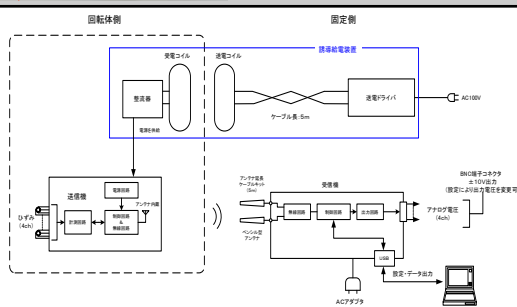 回転体側
固定側
誘導給電装置
受電コイル
送電コイル
整流器
送電ドライバ
AC100V
ケーブル長:5m
電源を供給
送信機
電源回路
アンテナ内蔵
ひずみ
(4ch)
計測回路
制御回路
&
無線回路
アンテナ延長
ケーブルキット
(5m)
ペンシル型
アンテナ
受信機
無線回路
制御回路
出力回路
USB
アナログ電圧
(4ch)
BNC端子コネクタ
±10V出力
(設定により出力電圧を変更可
設定・データ出力
ACアダプタ